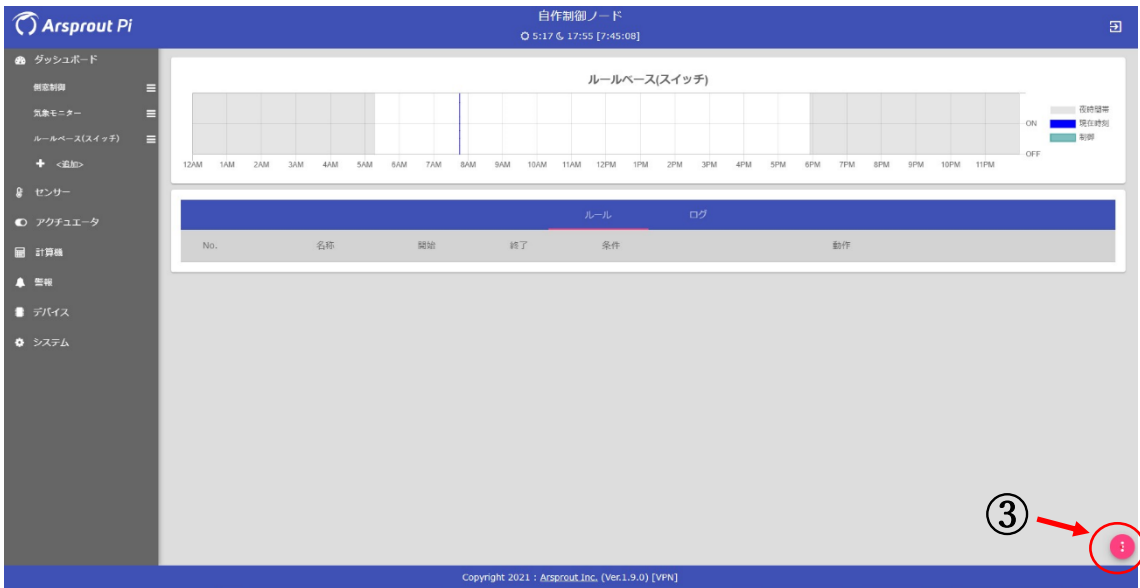 Arsprout Pi
自作制御ノード
5:17 17:55 [7:45:08]
ダッシュボード
側窓制御
気象モニター
ルールベース(スイッチ)
<追加>
センサー
アクチュエータ
計算機
警報
デバイス
システム
ルールベース(スイッチ)
夜時間帯
現在時刻
制御
ON
OFF
12AM 1AM 2AM 3AM 4AM 5AM 6AM 7AM 8AM 9AM 10AM 11AM 12PM 1PM 2PM 3PM 4PM 5PM 6PM 7PM 8PM 9PM 10PM 11PM
ルール ログ
No. 名称 開始 終了 条件 動作
③
Copyright 2021 : Arsprout Inc. (Ver.1.9.0) [VPN]